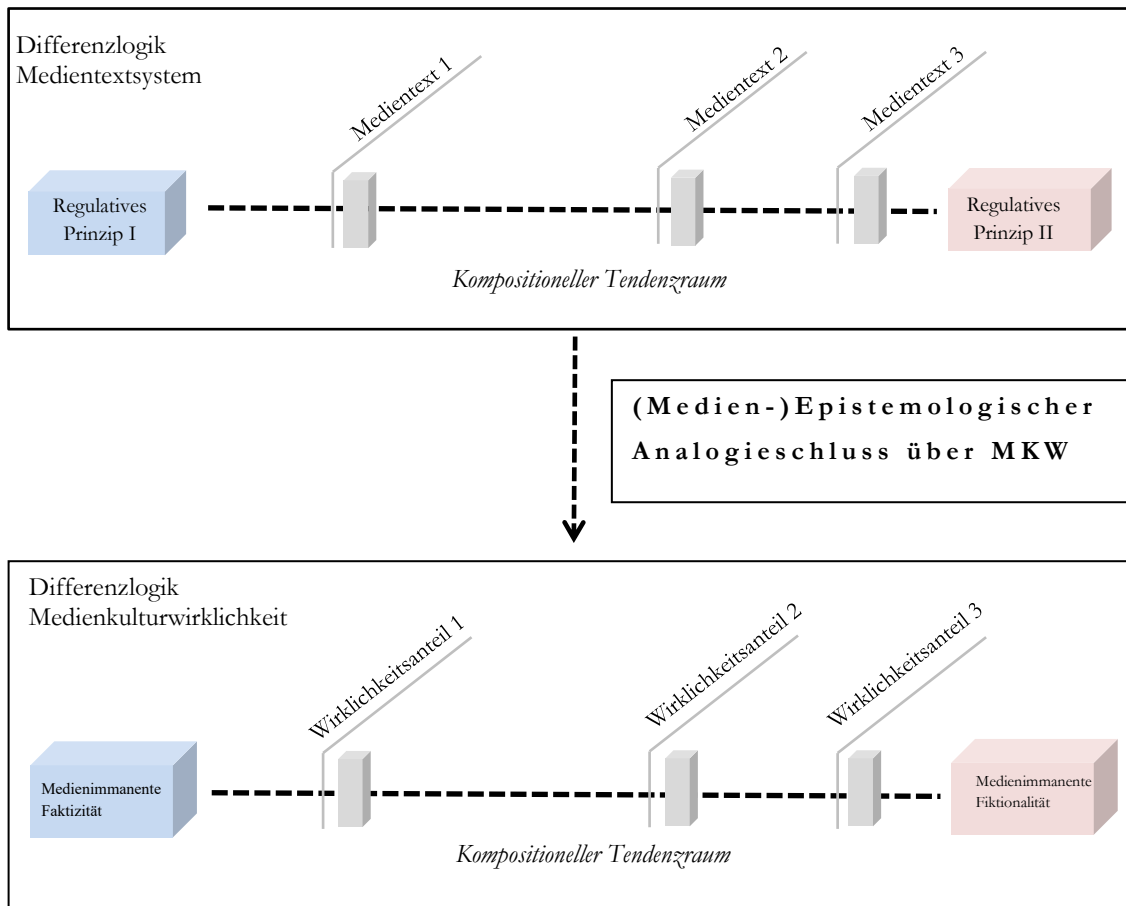 Differenzlogik
Medientextsystem
Medientext 1
Medientext 2
Medientext 3
Regulatives
Prinzip I
Regulatives
Prinzip II
Kompositioneller Tendenzraum
(Medien-)Epistemologischer
Analogieschluss über MKW
Differenzlogik
Medienkulturwirklichkeit
Wirklichkeitsanteil 1
Wirklichkeitsanteil 2
Wirklichkeitsanteil 3
Medienimmanente
Faktizität
Medienimmanente
Fiktionalität
Kompositioneller Tendenzraum